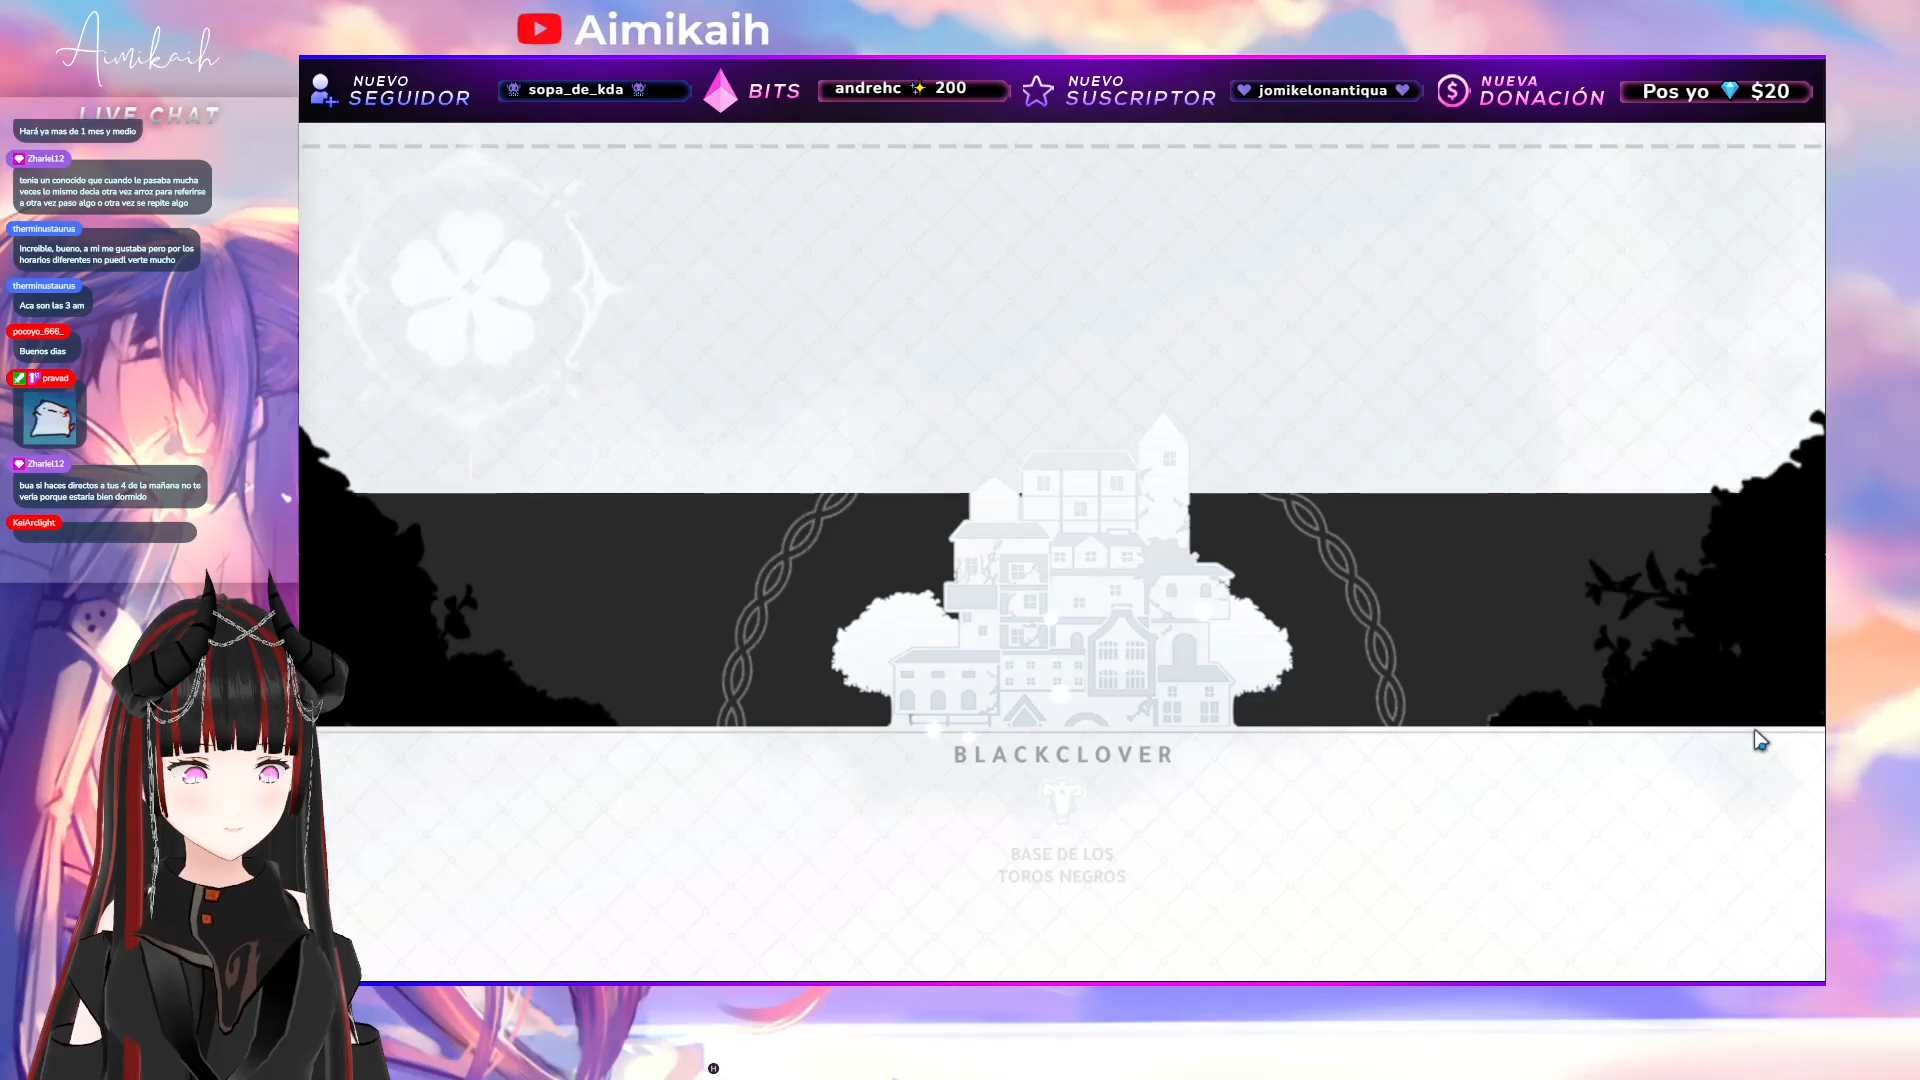 Aimikaih
Aimikaih
NUEVO
SEGUIDOR
sopa_de_kda
BITS
andrehc 200
NUEVO
SUSCRIPTOR
jomikelonantiqua
NUEVA
DONACIÓN
Pos yo $20
LIVE CHAT
Hará ya mas de 1 mes y medio
Zhariel12
tenia un conocido que cuando le pasaba mucha
veces lo mismo decia otra vez arroz para referirse
a otra vez paso algo o otra vez se repite algo
therminustaurus
Increible, bueno, a mi me gustaba pero por los
horarios diferentes no puedl verte mucho
therminustaurus
Aca son las 3 am
pocoyo_666_
Buenos dias
pravad
Zhariel12
bua si haces directos a tus 4 de la mañana no te
veria porque estaria bien dormido
KeiArclight
BLACKCLOVER
BASE DE LOS
TOROS NEGROS
H